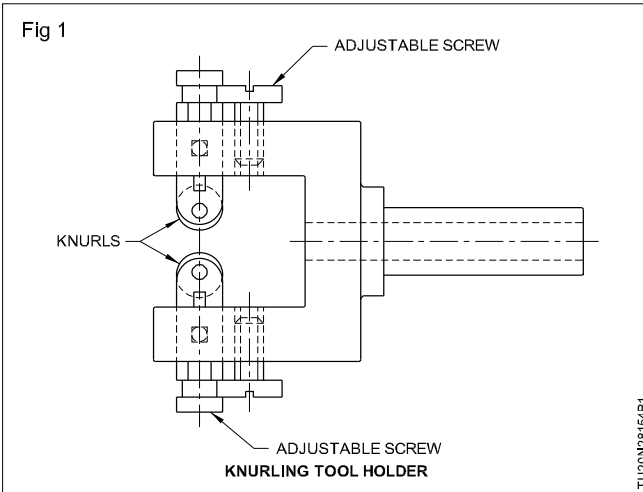 Fig 1
ADJUSTABLE SCREW
KNURLS
ADJUSTABLE SCREW
KNURLING TOOL HOLDER